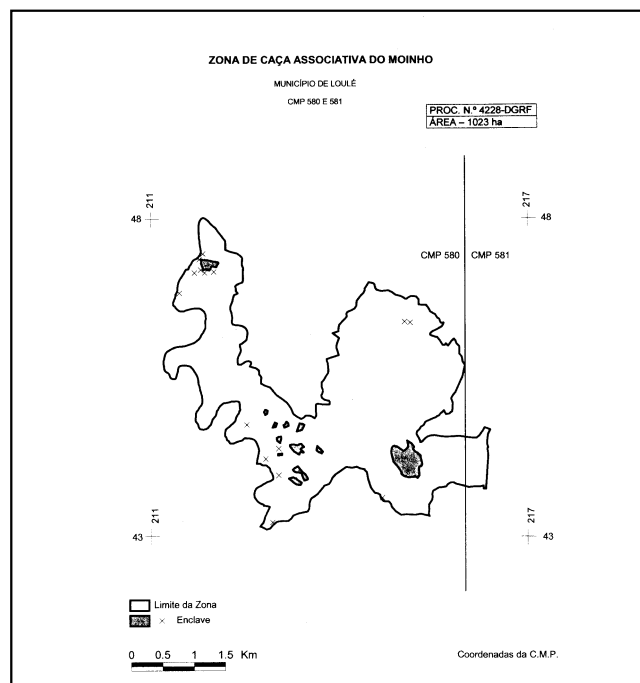 ZONA DE CAÇA ASSOCIATIVA DO MOINHO
MUNICÍPIO DE LOULÉ
CMP 580 E 581
PROC. N.º 4228-DGRF
ÁREA – 1023 ha
211
217
48
48
CMP 580
CMP 581
211
217
43
43
Limite da Zona
Enclave
0 0.5 1 1.5 Km
Coordenadas da C.M.P.